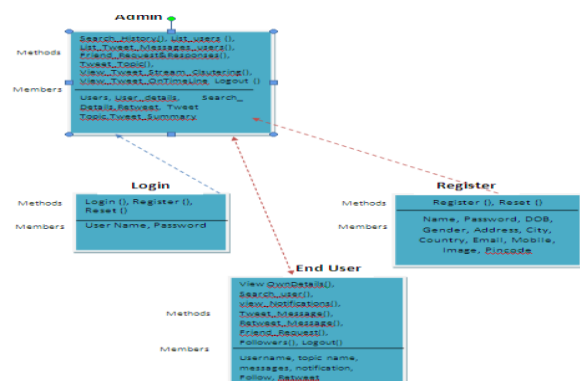 Admin
Methods
Search_History(), List_users (),
List_Tweet_Messages_users(),
Friend_Request&Responses(),
Tweet_Topic(),
View_Tweet_Stream_Clsutering(),
View_Tweet_OnTimeLine Logout ()
Members
Users, User_details, Search_
Details,Retweet, Tweet
Topic,Tweet_Summary
Login
Methods
Login (), Register (),
Reset ()
Members
User Name, Password
Register
Methods
Register (), Reset ()
Members
Name, Password, DOB,
Gender, Address, City,
Country, Email, Mobile,
Image, Pincode
End User
Methods
View OwnDetails(),
Search_user(),
view_Notifications(),
Tweet_Message(),
Retweet_Message(),
Friend_Request(),
Followers(), Logout()
Members
Username, topic name,
messages, notification,
Follow, Retweet